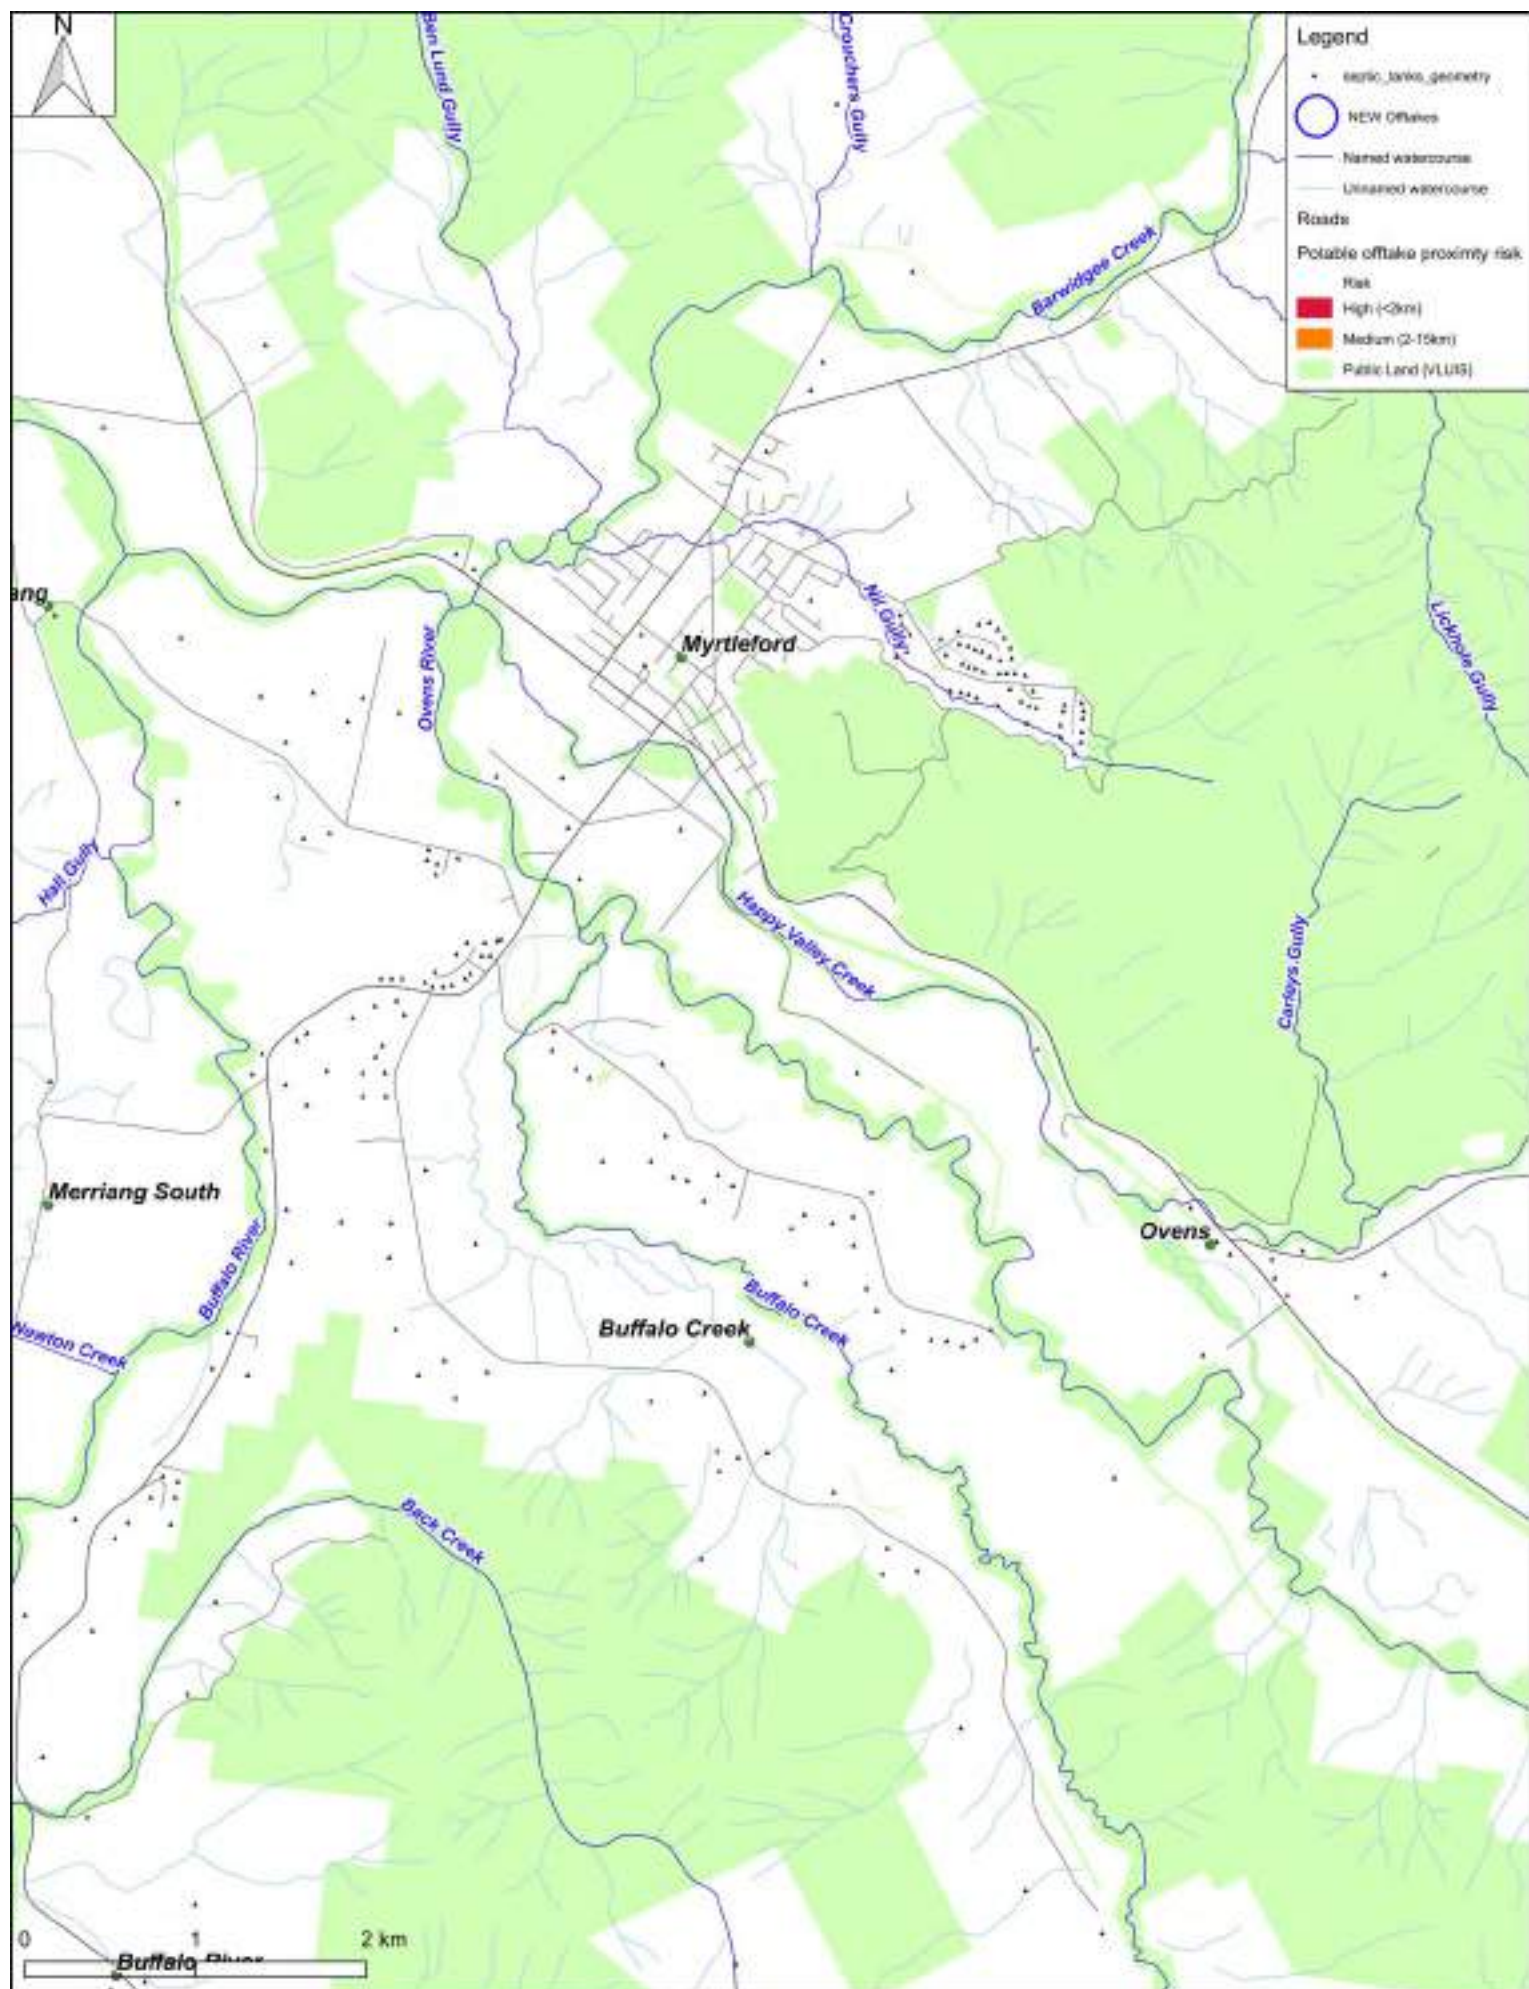 N
Ben Lund Gully
Crouchers Gully
Legend
septic_tanks_geometry
NEW Offtakes
Named watercourse
Unnamed watercourse
Roads
Potable offtake proximity risk
Risk
High (<2km)
Medium (2-15km)
Public Land (VLUIS)
Barwidgee Creek
ang
Nil Gully
Lickhole Gully
Myrtleford
Ovens River
Hall Gully
Happy Valley Creek
Carleys Gully
Merriang South
Buffalo River
Ovens
Newton Creek
Buffalo Creek
Buffalo Creek
Back Creek
0 1 2 km
Buffalo River